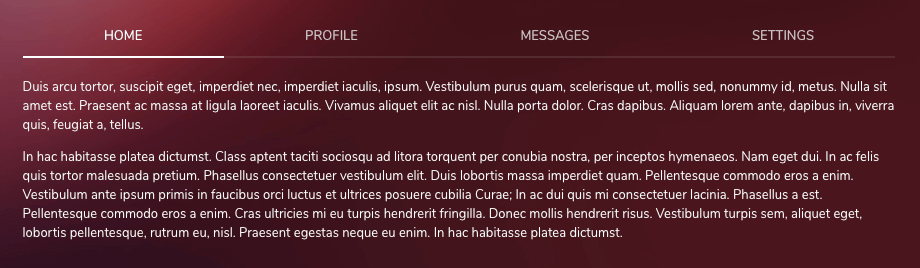 HOME PROFILE MESSAGES SETTINGS
Duis arcu tortor, suscipit eget, imperdiet nec, imperdiet iaculis, ipsum. Vestibulum purus quam, scelerisque ut, mollis sed, nonummy id, metus. Nulla sit
amet est. Praesent ac massa at ligula laoreet iaculis. Vivamus aliquet elit ac nisl. Nulla porta dolor. Cras dapibus. Aliquam lorem ante, dapibus in, viverra
quis, feugiat a, tellus.
In hac habitasse platea dictumst. Class aptent taciti sociosqu ad litora torquent per conubia nostra, per inceptos hymenaeos. Nam eget dui. In ac felis
quis tortor malesuada pretium. Phasellus consectetuer vestibulum elit. Duis lobortis massa imperdiet quam. Pellentesque commodo eros a enim.
Vestibulum ante ipsum primis in faucibus orci luctus et ultrices posuere cubilia Curae; In ac dui quis mi consectetuer lacinia. Phasellus a est.
Pellentesque commodo eros a enim. Cras ultricies mi eu turpis hendrerit fringilla. Donec mollis hendrerit risus. Vestibulum turpis sem, aliquet eget,
lobortis pellentesque, rutrum eu, nisl. Praesent egestas neque eu enim. In hac habitasse platea dictumst.